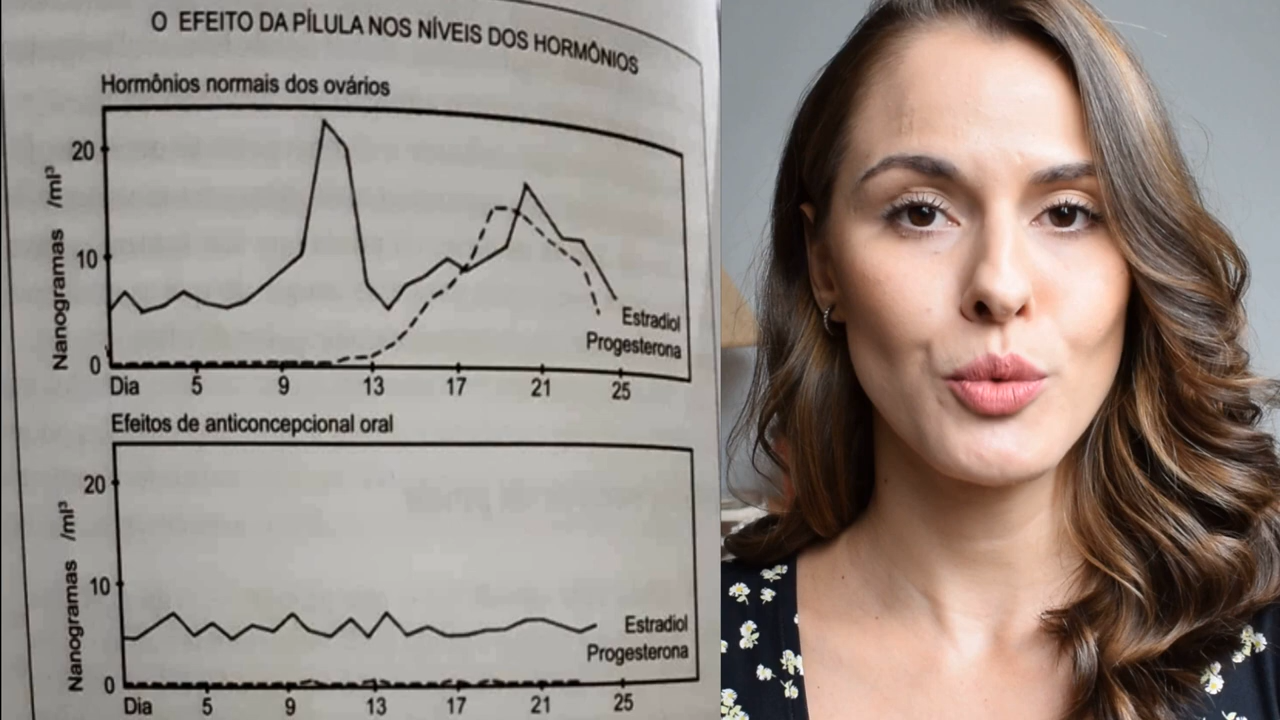 O EFEITO DA PÍLULA NOS NÍVEIS DOS HORMÔNIOS
Hormônios normais dos ovários
Nanogramas /ml³
20
10
0
Estradiol
Progesterona
Dia 5 9 13 17 21 25
Efeitos de anticoncepcional oral
Nanogramas /ml³
20
10
0
Estradiol
Progesterona
Dia 5 9 13 17 21 25